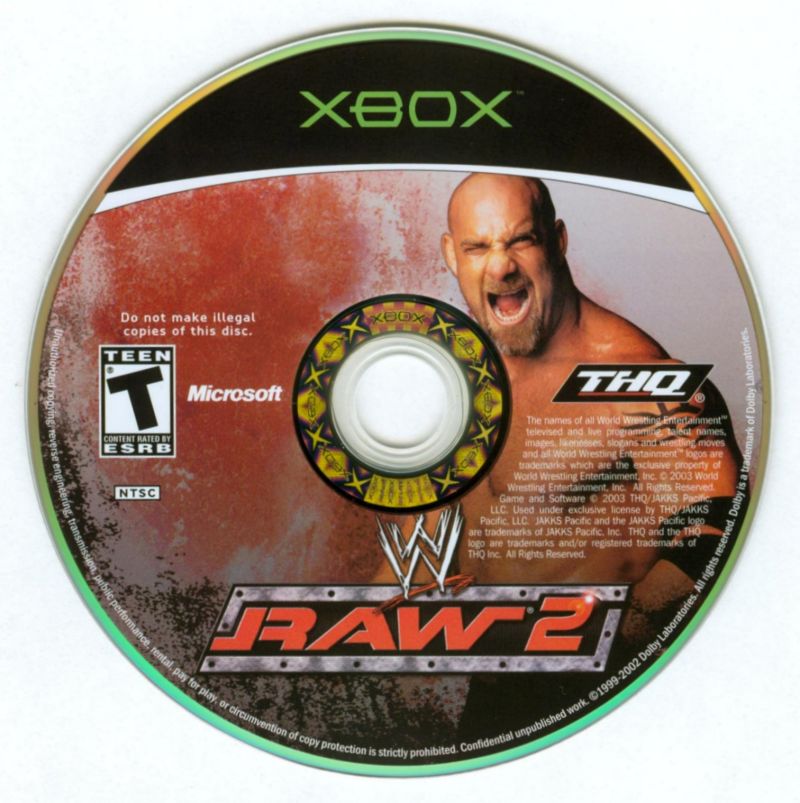 XBOX™
Do not make illegal
copies of this disc.
TEEN
T
®
CONTENT RATED BY
ESRB
Microsoft
NTSC
XBOX
THQ®
The names of all World Wrestling Entertainment™
televised and live programming, talent names,
images, likenesses, slogans and wrestling moves
and all World Wrestling Entertainment™ logos are
trademarks which are the exclusive property of
World Wrestling Entertainment, Inc. © 2003 World
Wrestling Entertainment, Inc. All Rights Reserved.
Game and Software © 2003 THQ/JAKKS Pacific,
LLC. Used under exclusive license by THQ/JAKKS
Pacific, LLC. JAKKS Pacific and the JAKKS Pacific logo
are trademarks of JAKKS Pacific, Inc. THQ and the THQ
logo are trademarks and/or registered trademarks of
THQ Inc. All Rights Reserved.
W
RAW® 2
Unauthorized copying, reverse engineering, transmission, public performance, rental, pay for play, or circumvention of copy protection is strictly prohibited. Confidential unpublished work. ©1999-2002 Dolby Laboratories. All rights reserved. Dolby is a trademark of Dolby Laboratories.